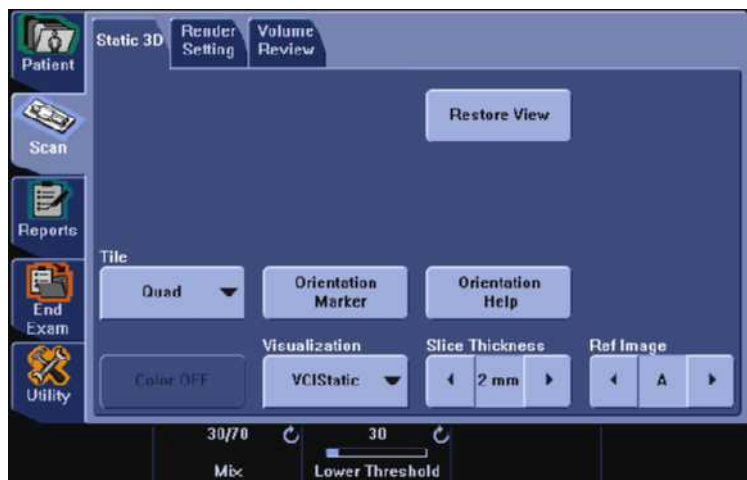 Patient
Static 3D
Render
Setting
Volume
Review
Restore View
Scan
Reports
Tile
Quad
Orientation
Marker
Orientation
Help
End
Exam
Visualization
Slice Thickness
Ref Image
Color OFF
VCIStatic
2 mm
A
Utility
30/70
30
Mix
Lower Threshold